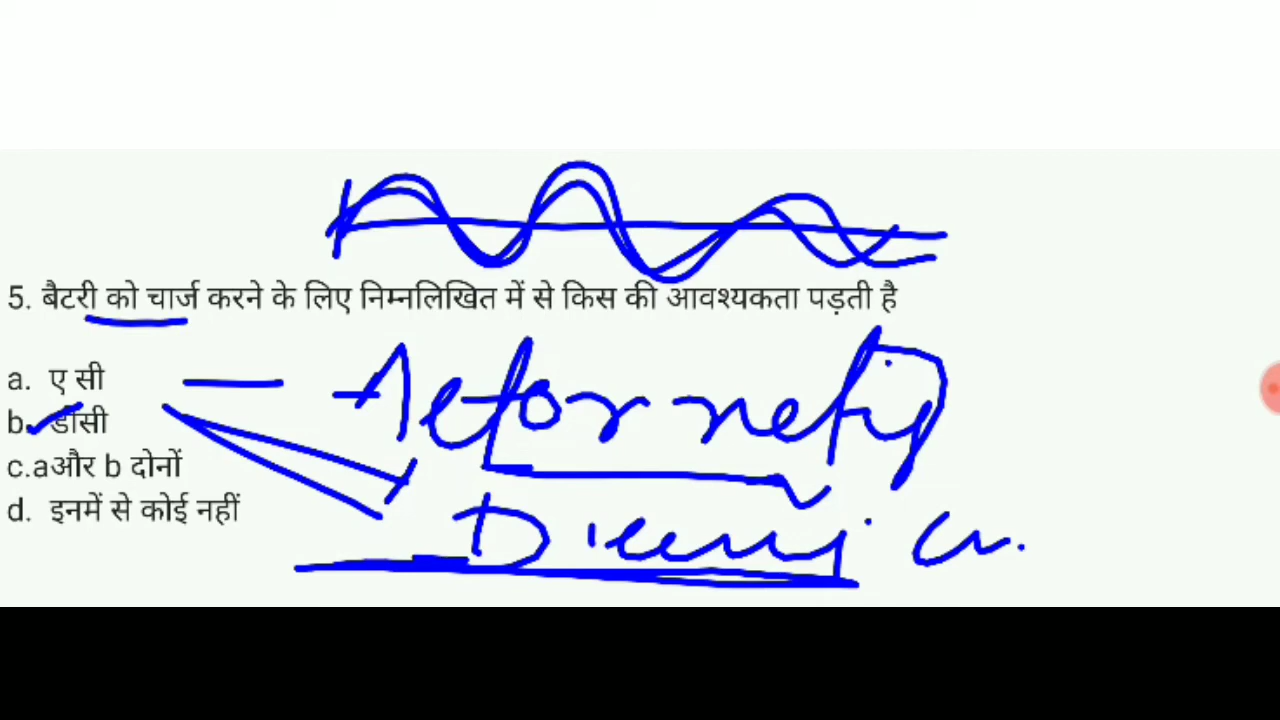 5. बैटरी को चार्ज करने के लिए निम्नलिखित में से किस की आवश्यकता पड़ती है
a. ए सी
b. डीसी
c.aऔर b दोनों
d. इनमें से कोई नहीं